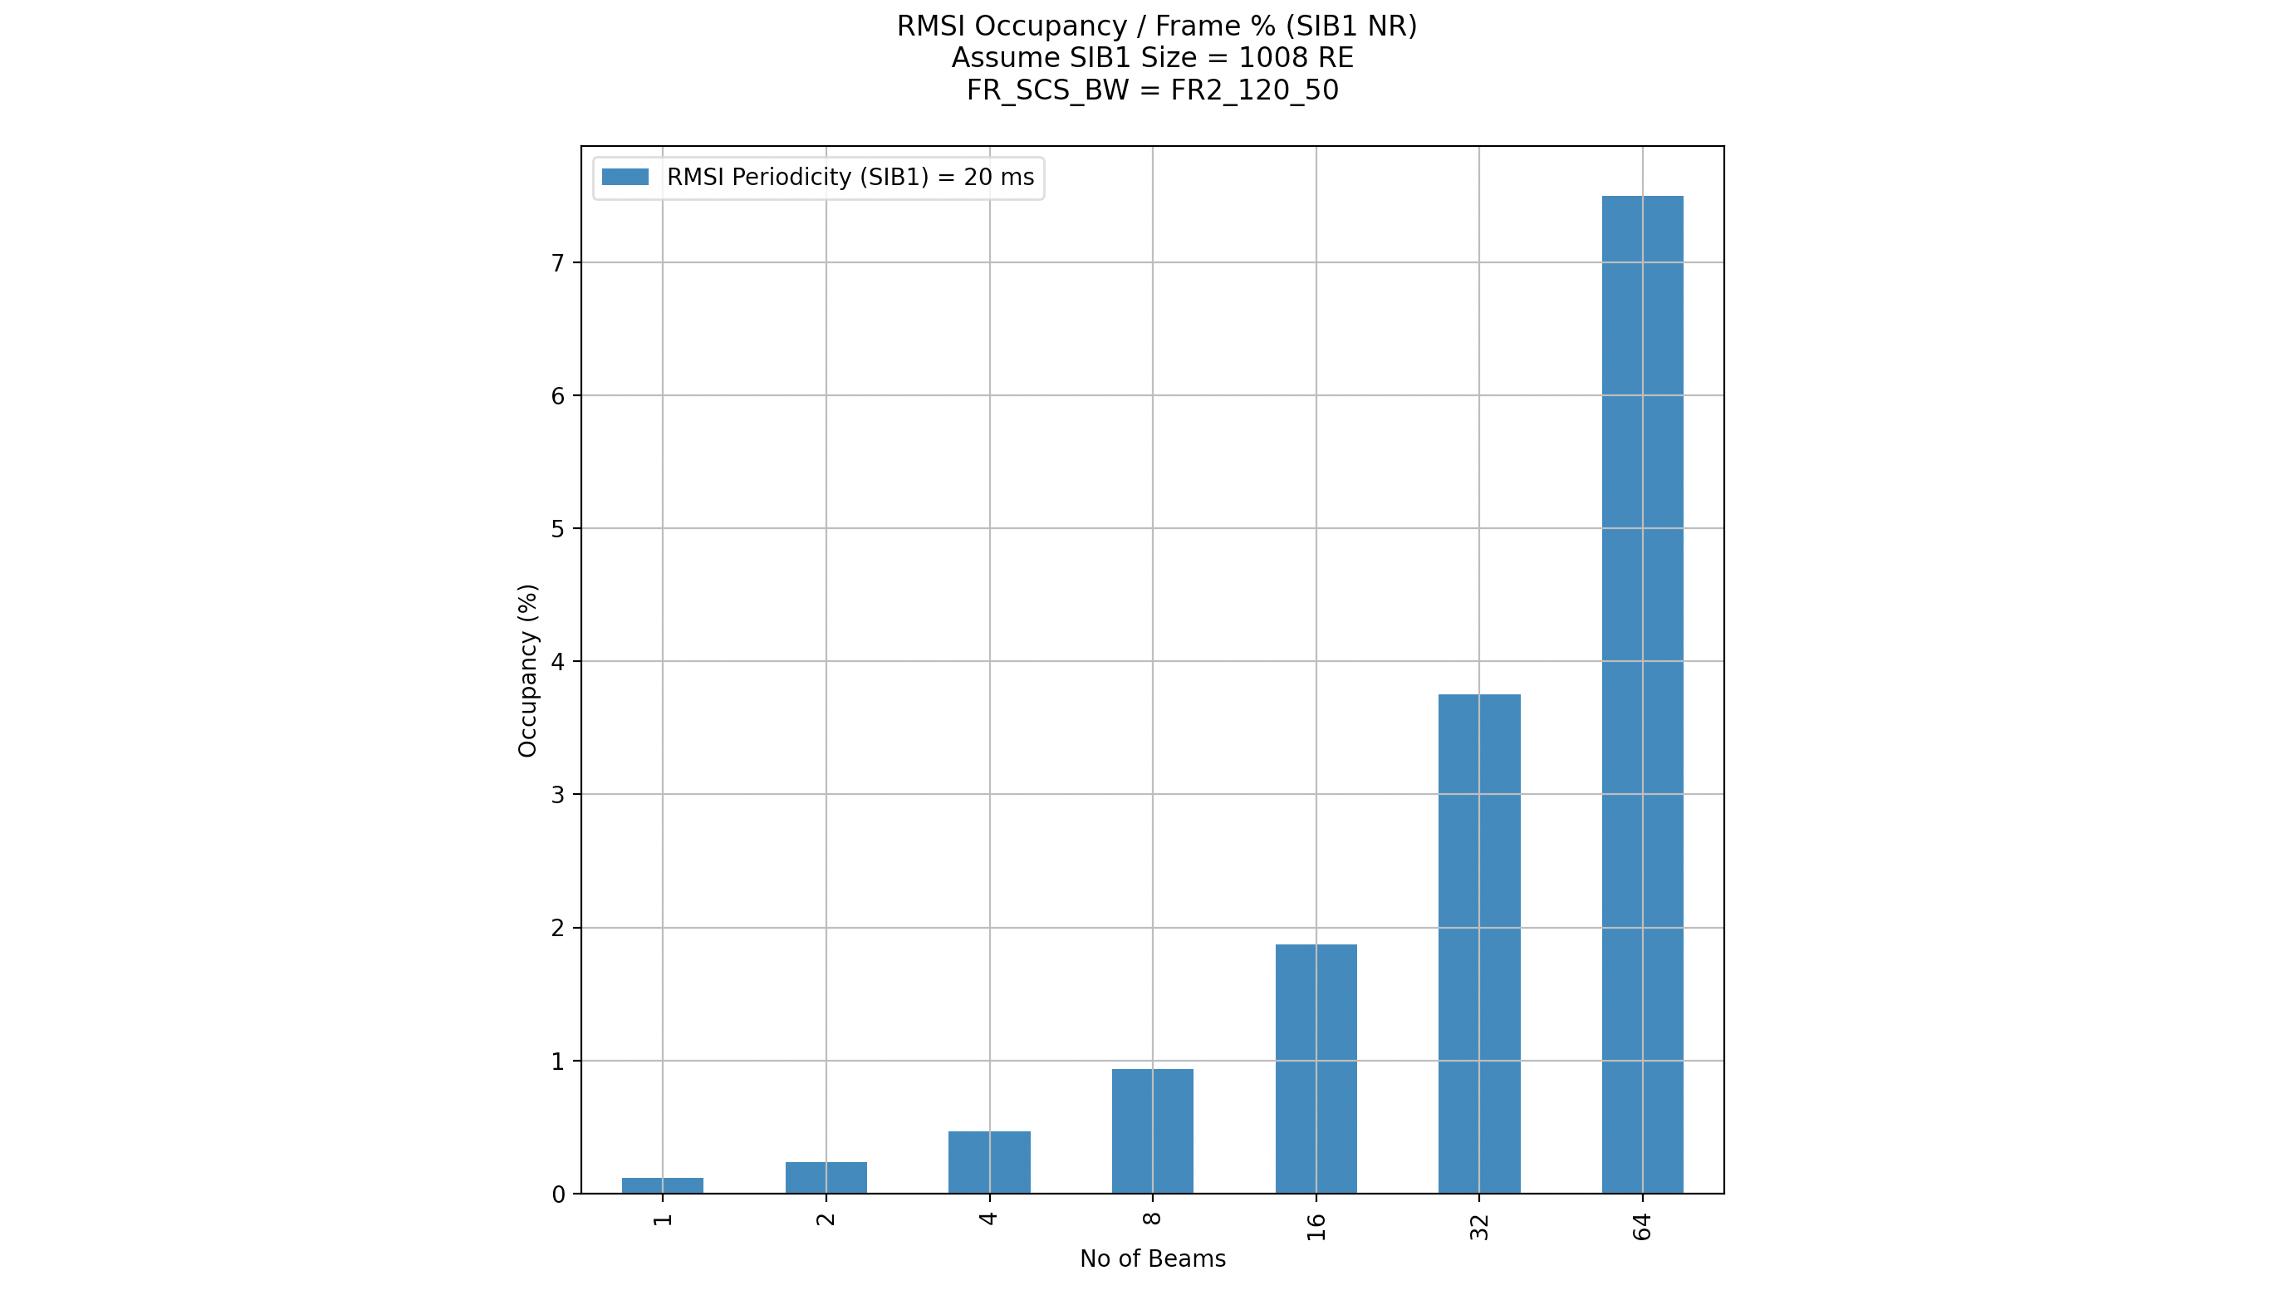 RMSI Occupancy / Frame % (SIB1 NR)
Assume SIB1 Size = 1008 RE
FR_SCS_BW = FR2_120_50
RMSI Periodicity (SIB1) = 20 ms
7
6
5
4
3
2
1
0
Occupancy (%)
1 2 4 8 16 32 64
No of Beams